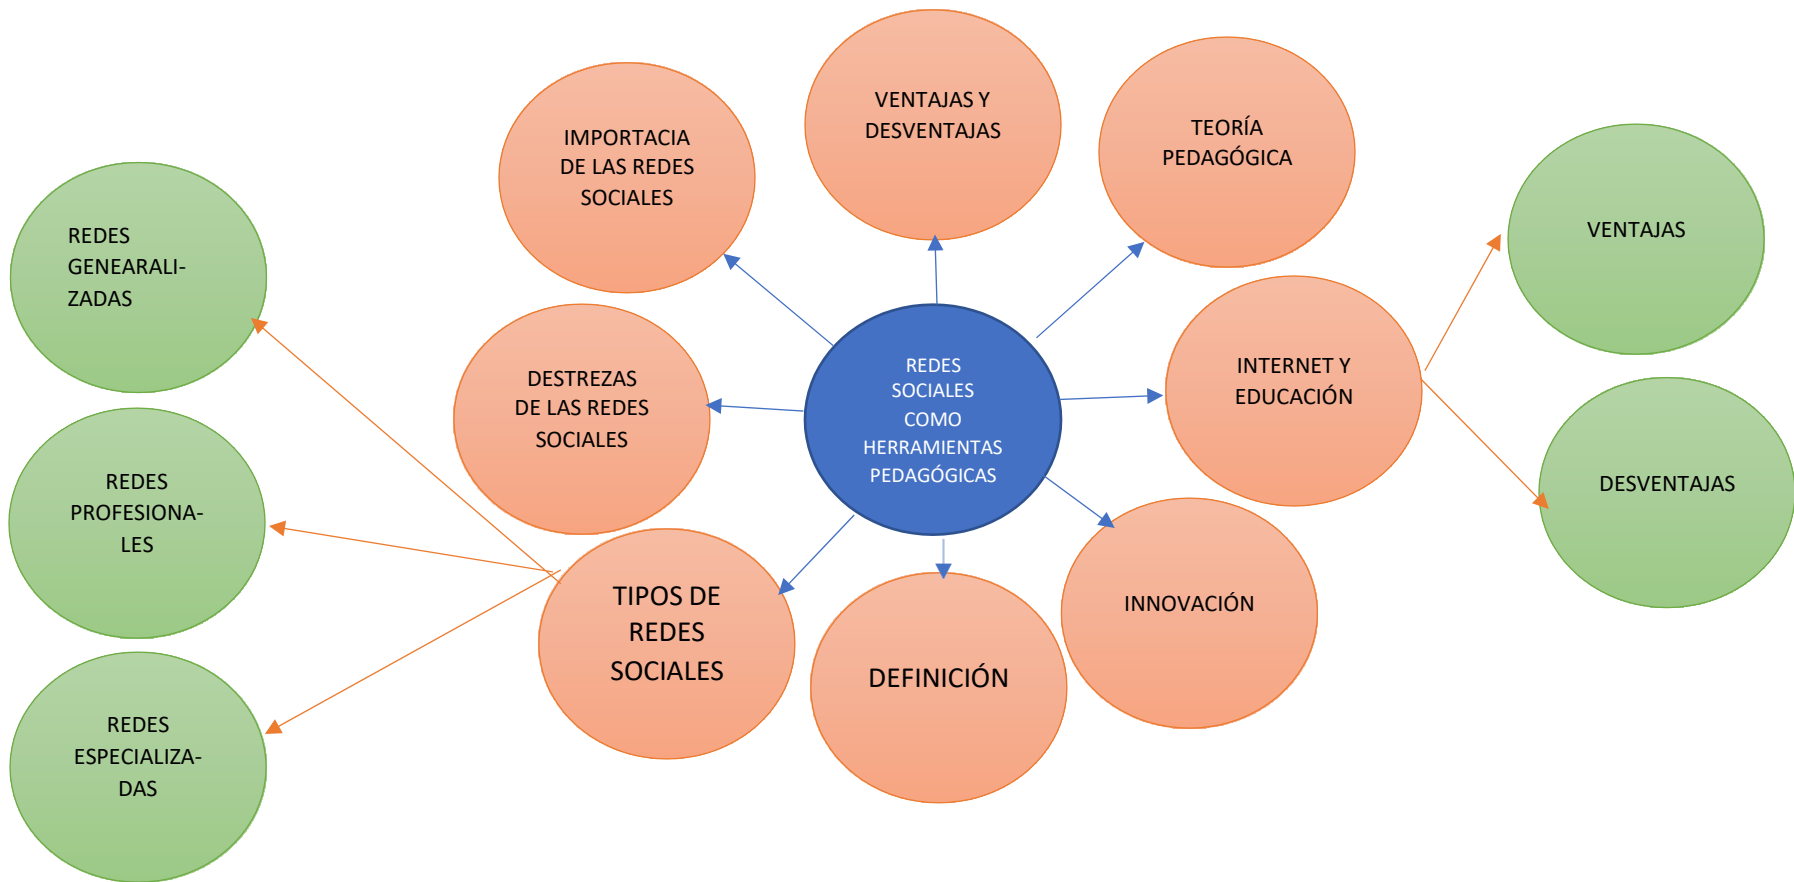 VENTAJAS Y
DESVENTAJAS
TEORÍA
PEDAGÓGICA
IMPORTACIA
DE LAS REDES
SOCIALES
REDES
GENEARALI-
ZADAS
VENTAJAS
DESTREZAS
DE LAS REDES
SOCIALES
REDES
SOCIALES
COMO
HERRAMIENTAS
PEDAGÓGICAS
INTERNET Y
EDUCACIÓN
REDES
PROFESIONA-
LES
DESVENTAJAS
TIPOS DE
REDES
SOCIALES
DEFINICIÓN
INNOVACIÓN
REDES
ESPECIALIZA-
DAS